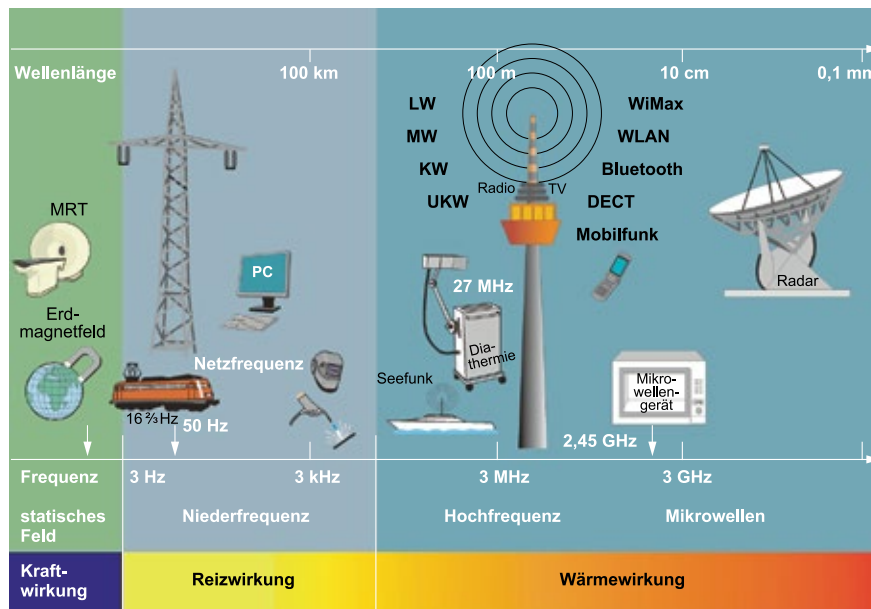 Wellenlänge
100 km
100 m
10 cm
0,1 mm
LW
WiMax
MW
WLAN
KW
Bluetooth
Radio
TV
UKW
DECT
Mobilfunk
MRT
PC
27 MHz
Radar
Erd-
magnetfeld
Netzfrequenz
Dia-
thermie
Seefunk
Mikro-
wellen-
gerät
16 ⅔ Hz
50 Hz
2,45 GHz
Frequenz
3 Hz
3 kHz
3 MHz
3 GHz
statisches
Feld
Niederfrequenz
Hochfrequenz
Mikrowellen
Kraft-
wirkung
Reizwirkung
Wärmewirkung